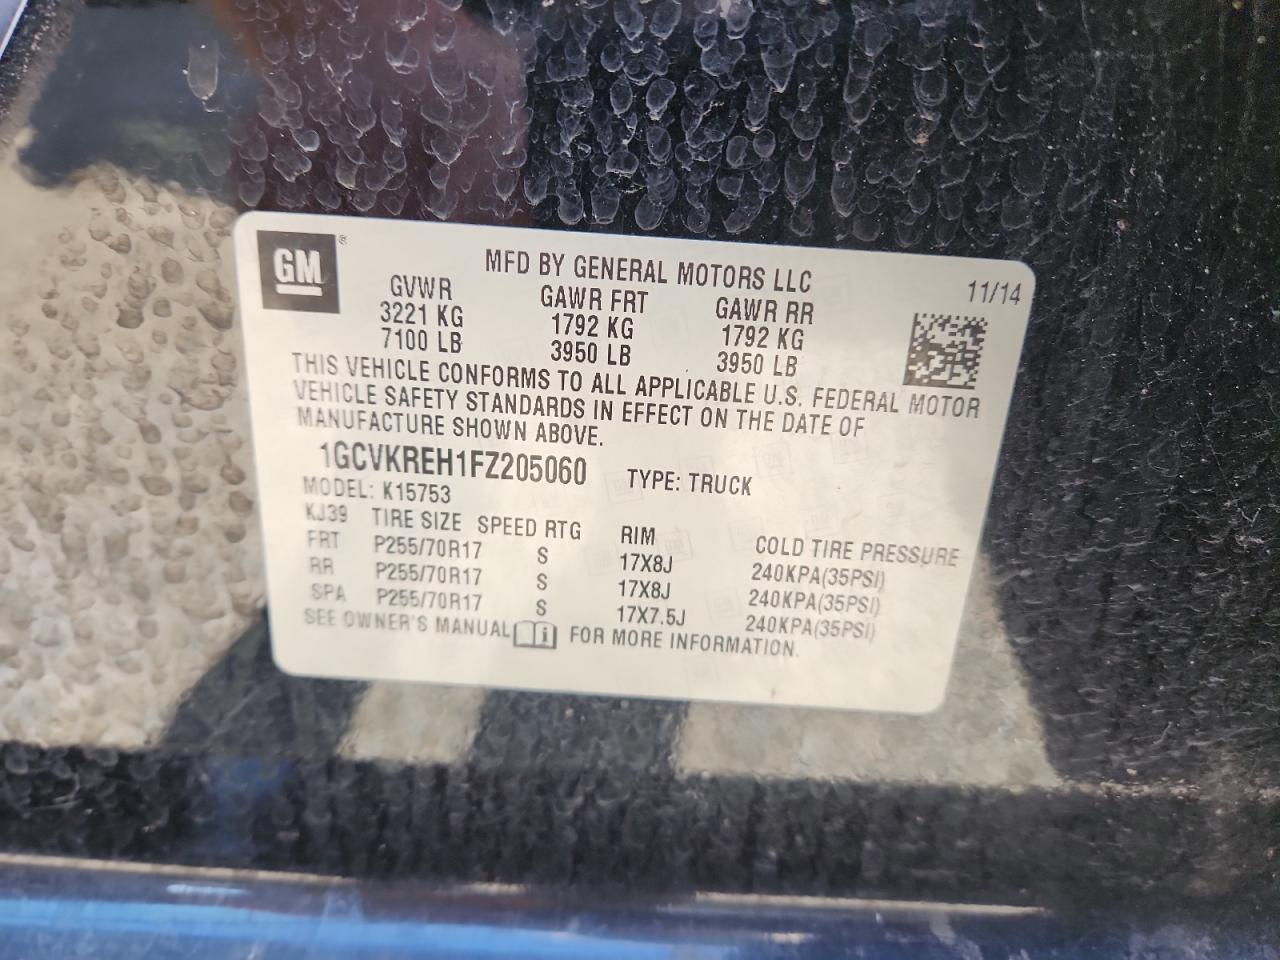 GM ®
MFD BY GENERAL MOTORS LLC 11/14
GVWR GAWR FRT GAWR RR
3221 KG 1792 KG 1792 KG
7100 LB 3950 LB 3950 LB
THIS VEHICLE CONFORMS TO ALL APPLICABLE U.S. FEDERAL MOTOR
VEHICLE SAFETY STANDARDS IN EFFECT ON THE DATE OF
MANUFACTURE SHOWN ABOVE.
1GCVKREH1FZ205060 TYPE: TRUCK
MODEL: K15753
KJ39 TIRE SIZE SPEED RTG RIM COLD TIRE PRESSURE
FRT P255/70R17 S 17X8J 240KPA(35PSI)
RR P255/70R17 S 17X8J 240KPA(35PSI)
SPA P255/70R17 S 17X7.5J 240KPA(35PSI)
SEE OWNER'S MANUAL FOR MORE INFORMATION.